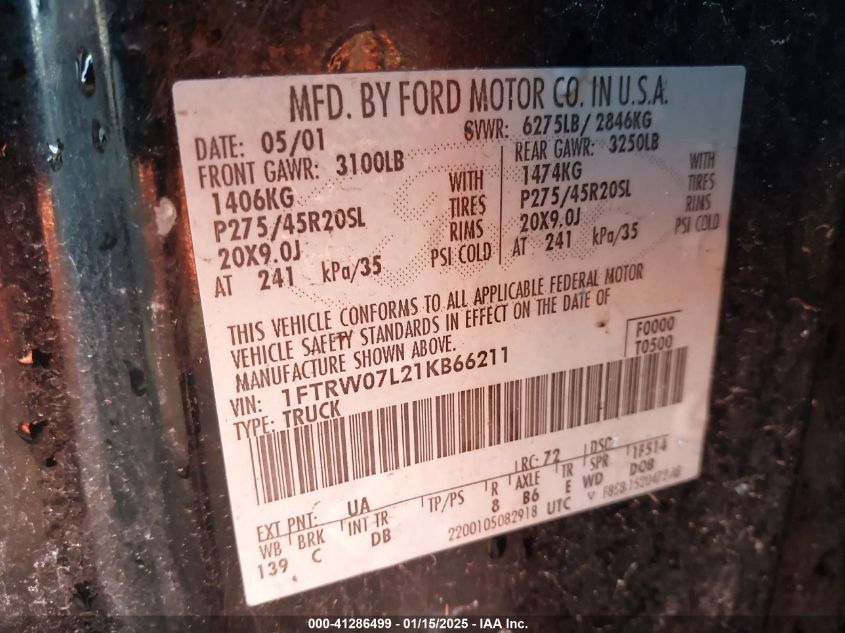 MFD. BY FORD MOTOR CO. IN U.S.A.
DATE: 05/01 GVWR: 6275LB/ 2846KG
FRONT GAWR: 3100LB REAR GAWR: 3250LB
1406KG WITH 1474KG WITH
P275/45R20SL TIRES P275/45R20SL TIRES
20X9.0J RIMS 20X9.0J RIMS
AT 241 kPa/35 PSI COLD AT 241 kPa/35 PSI COLD
THIS VEHICLE CONFORMS TO ALL APPLICABLE FEDERAL MOTOR
VEHICLE SAFETY STANDARDS IN EFFECT ON THE DATE OF
MANUFACTURE SHOWN ABOVE.
F0000
VIN: 1FTRW07L21KB66211 T0500
TYPE: TRUCK
EXT PNT: UA RC: 72 DSO:
WB BRK INT TR TP/PS R AXLE TR SPR 1F514
139 C DB 8 B6 E WD DOB
2200105082918 UTC
000-41286499 - 01/15/2025 - IAA Inc.